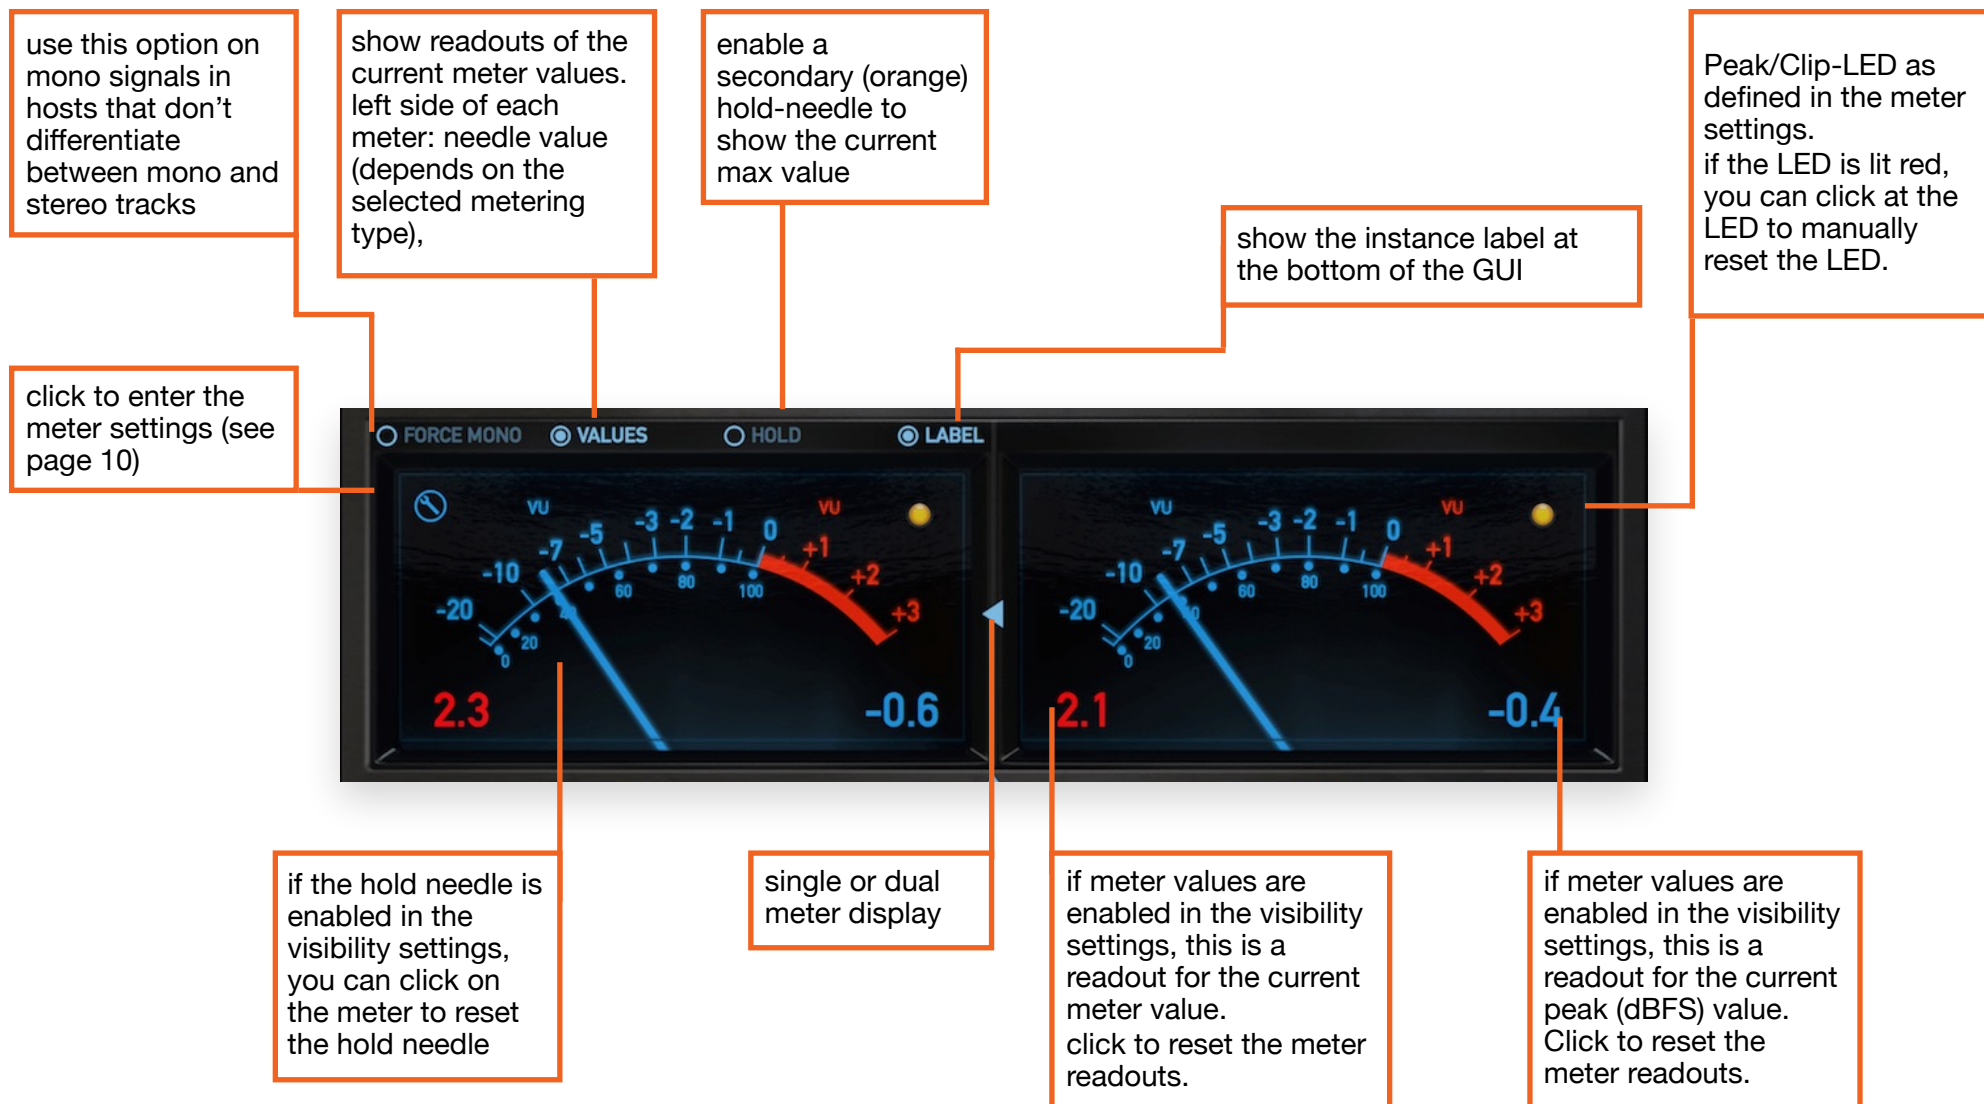 use this option on
mono signals in
hosts that don't
differentiate
between mono and
stereo tracks
show readouts of the
current meter values.
left side of each
meter: needle value
(depends on the
selected metering
type),
enable a
secondary (orange)
hold-needle to
show the current
max value
show the instance label at
the bottom of the GUI
Peak/Clip-LED as
defined in the meter
settings.
if the LED is lit red,
you can click at the
LED to manually
reset the LED.
click to enter the
meter settings (see
page 10)
FORCE MONO VALUES HOLD LABEL
VU VU
-20 -10 -7 -5 -3 -2 -1 0 +1 +2 +3
0 20 40 60 80 100
2.3 -0.6
VU VU
-20 -10 -7 -5 -3 -2 -1 0 +1 +2 +3
0 20 40 60 80 100
2.1 -0.4
if the hold needle is
enabled in the
visibility settings,
you can click on
the meter to reset
the hold needle
single or dual
meter display
if meter values are
enabled in the visibility
settings, this is a
readout for the current
meter value.
click to reset the meter
readouts.
if meter values are
enabled in the visibility
settings, this is a
readout for the current
peak (dBFS) value.
Click to reset the
meter readouts.